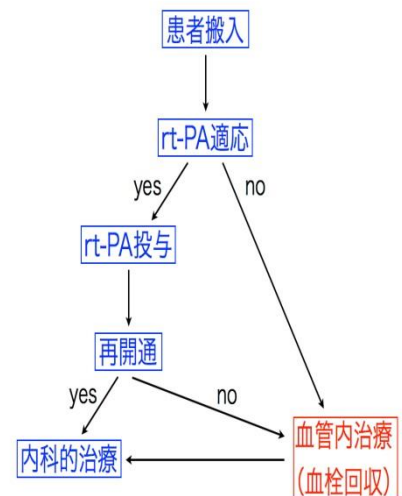 患者搬入
rt-PA適応
yes
no
rt-PA投与
再開通
yes
no
内科的治療
血管内治療
(血栓回収)